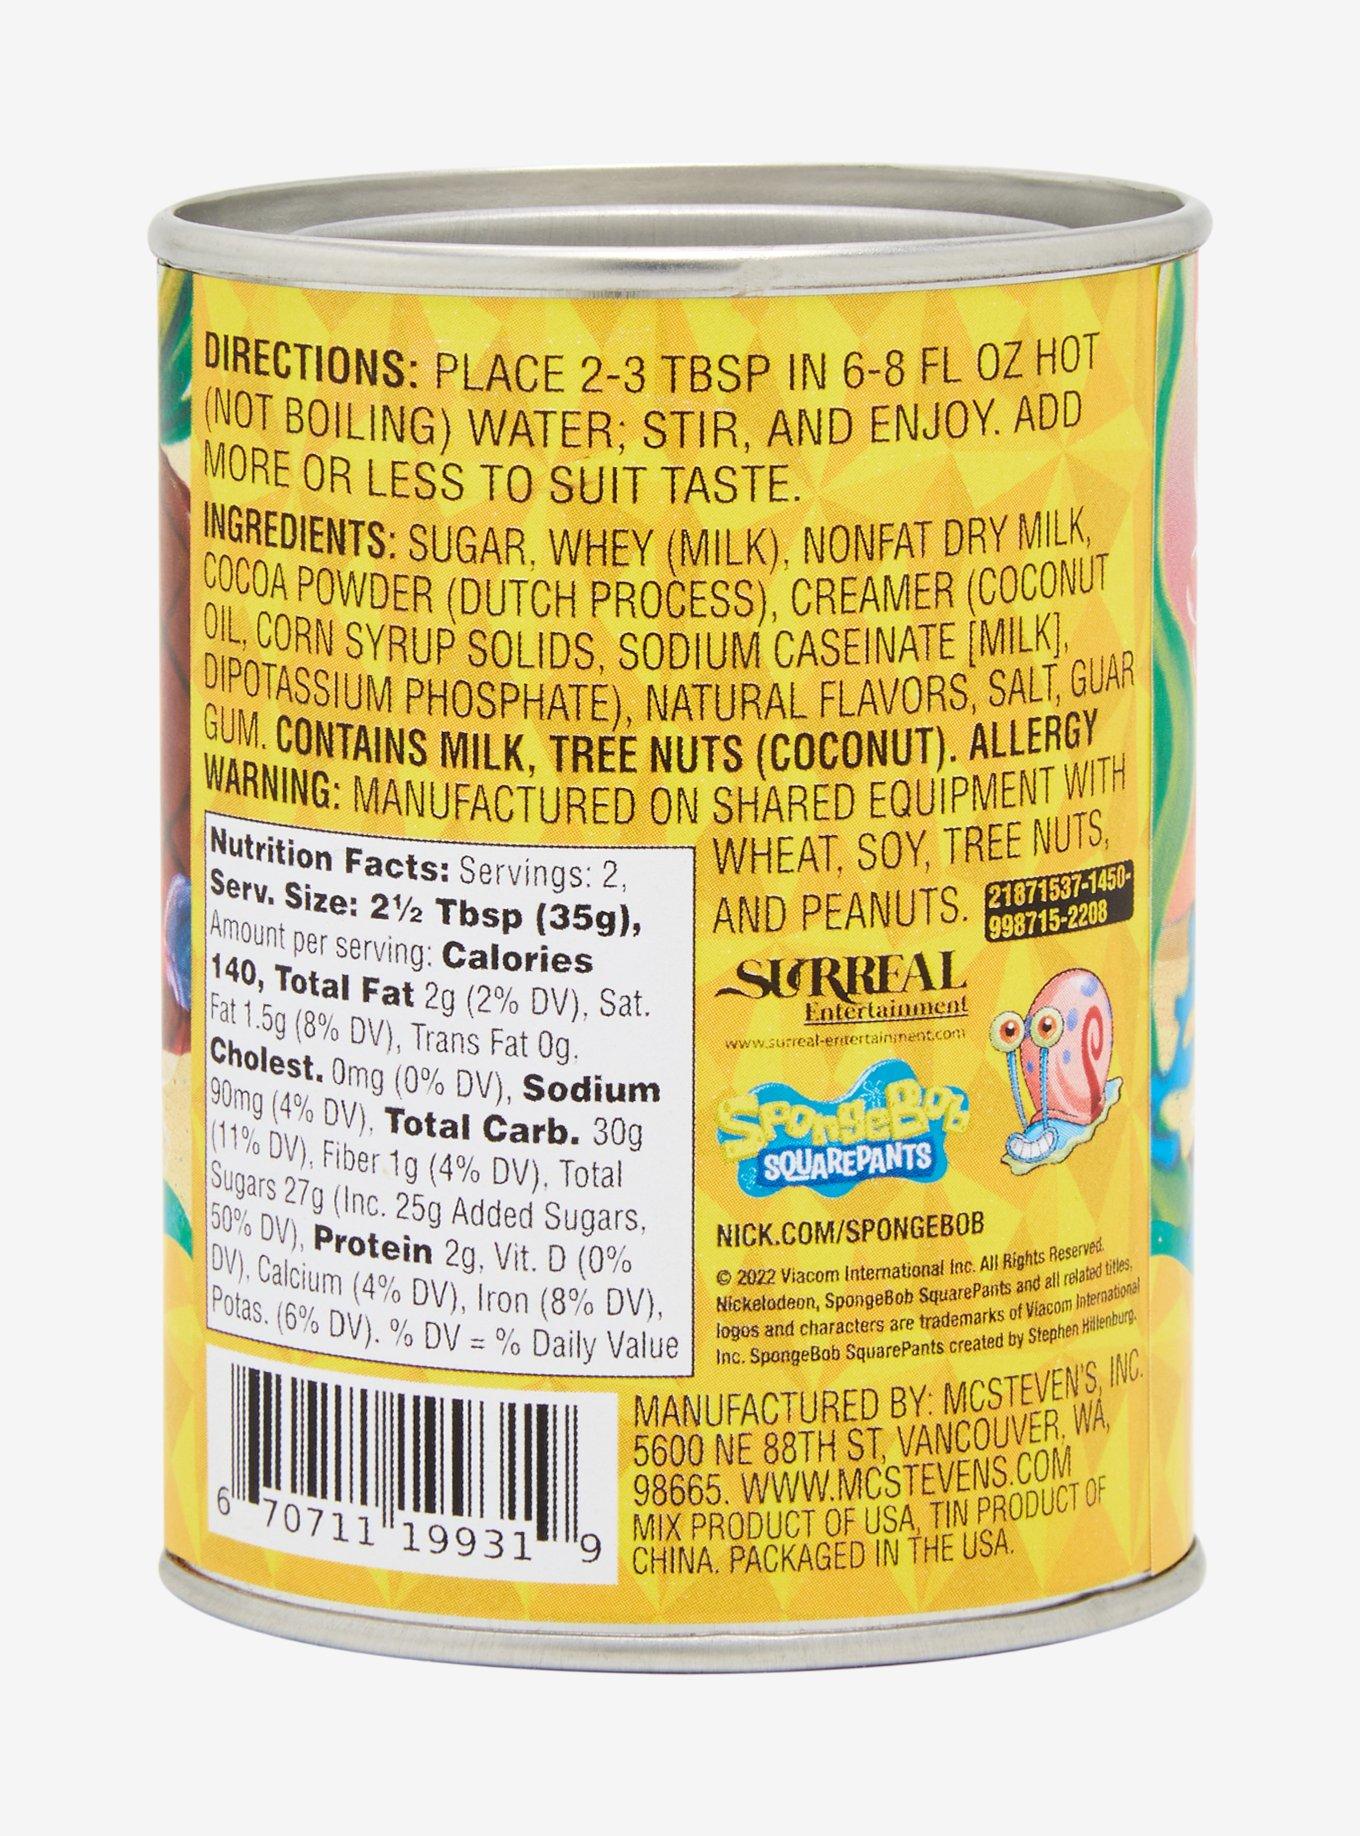 DIRECTIONS: PLACE 2-3 TBSP IN 6-8 FL OZ HOT
(NOT BOILING) WATER; STIR, AND ENJOY. ADD
MORE OR LESS TO SUIT TASTE.
INGREDIENTS: SUGAR, WHEY (MILK), NONFAT DRY MILK,
COCOA POWDER (DUTCH PROCESS), CREAMER (COCONUT
OIL, CORN SYRUP SOLIDS, SODIUM CASEINATE [MILK],
DIPOTASSIUM PHOSPHATE), NATURAL FLAVORS, SALT, GUAR
GUM. CONTAINS MILK, TREE NUTS (COCONUT). ALLERGY
WARNING: MANUFACTURED ON SHARED EQUIPMENT WITH
WHEAT, SOY, TREE NUTS,
AND PEANUTS.
21871537-1450-
998715-2208
Nutrition Facts: Servings: 2,
Serv. Size: 2½ Tbsp (35g),
Amount per serving: Calories
140, Total Fat 2g (2% DV), Sat.
Fat 1.5g (8% DV), Trans Fat 0g.
Cholest. 0mg (0% DV), Sodium
90mg (4% DV), Total Carb. 30g
(11% DV), Fiber 1g (4% DV), Total
Sugars 27g (Inc. 25g Added Sugars,
50% DV), Protein 2g, Vit. D (0%
DV), Calcium (4% DV), Iron (8% DV),
Potas. (6% DV). % DV = % Daily Value
SURREAL
Entertainment
www.surreal-entertainment.com
SPONGEBOB
SQUAREPANTS
NICK.COM/SPONGEBOB
© 2022 Viacom International Inc. All Rights Reserved.
Nickelodeon, SpongeBob SquarePants and all related titles,
logos and characters are trademarks of Viacom International
Inc. SpongeBob SquarePants created by Stephen Hillenburg.
6 70711 19931 9
MANUFACTURED BY: MCSTEVEN'S, INC.
5600 NE 88TH ST, VANCOUVER, WA,
98665. WWW.MCSTEVENS.COM
MIX PRODUCT OF USA, TIN PRODUCT OF
CHINA. PACKAGED IN THE USA.